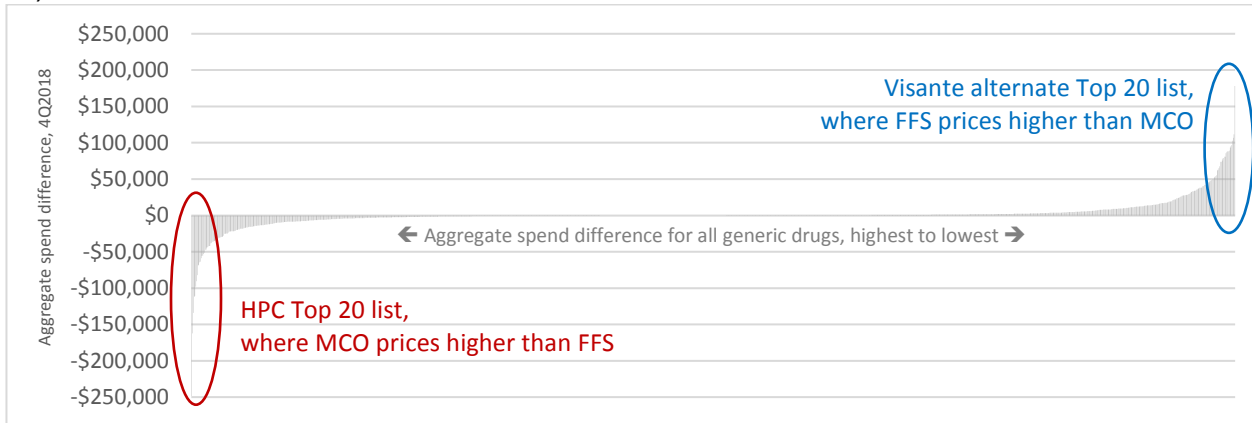 $250,000
$200,000
$150,000
$100,000
$50,000
$0
-$50,000
-$100,000
-$150,000
-$200,000
-$250,000
Aggregate spend difference, 4Q2018
Visante alternate Top 20 list,
where FFS prices higher than MCO
← Aggregate spend difference for all generic drugs, highest to lowest →
HPC Top 20 list,
where MCO prices higher than FFS